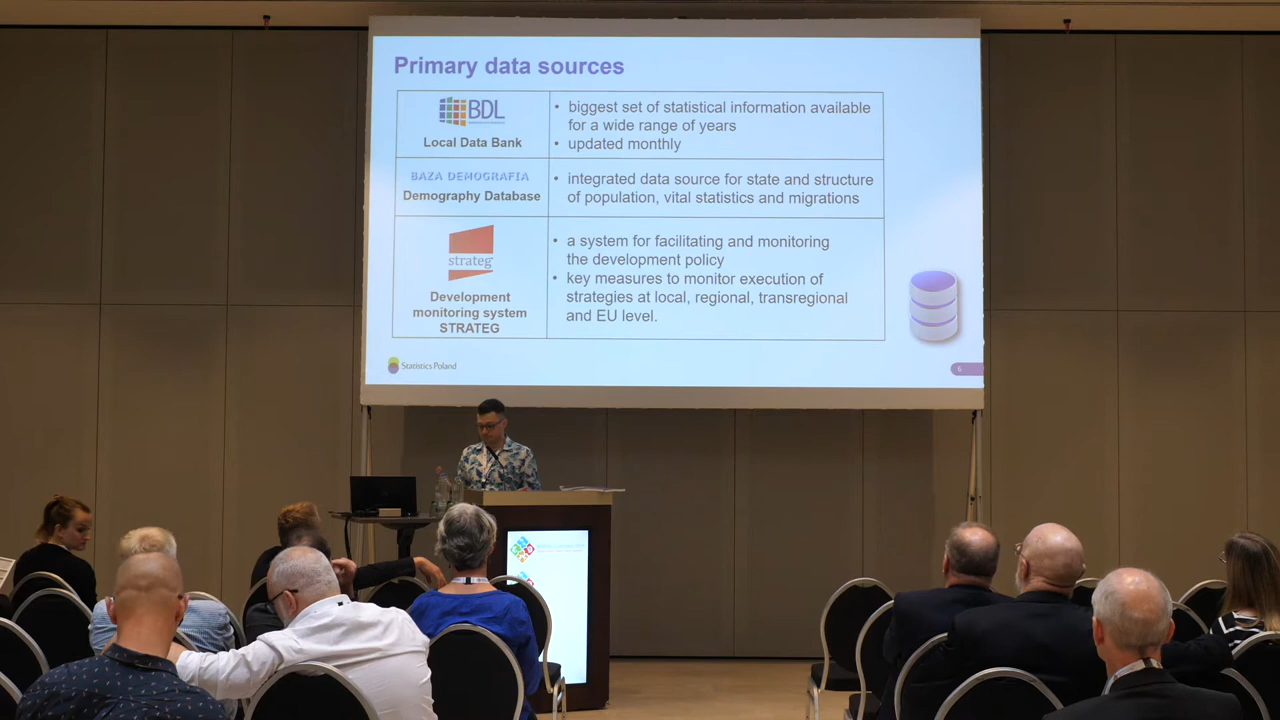 Primary data sources
BDL
Local Data Bank
• biggest set of statistical information available
for a wide range of years
• updated monthly
BAZA DEMOGRAFIA
Demography Database
• integrated data source for state and structure
of population, vital statistics and migrations
strateg
Development
monitoring system
STRATEG
• a system for facilitating and monitoring
the development policy
• key measures to monitor execution of
strategies at local, regional, transregional
and EU level.
Statistics Poland
6